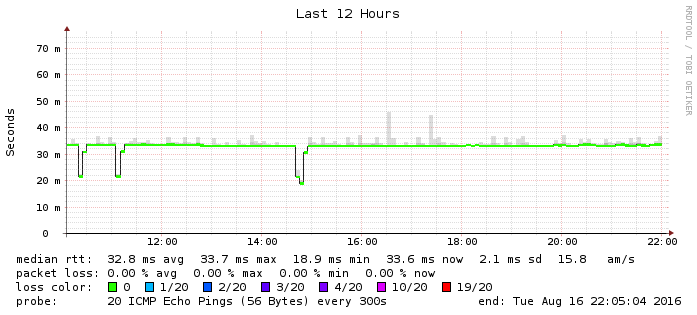 Last 12 Hours
RRDTOOL / TOBI OETIKER
Seconds
70 m
60 m
50 m
40 m
30 m
20 m
10 m
0
12:00 14:00 16:00 18:00 20:00 22:00
median rtt: 32.8 ms avg 33.7 ms max 18.9 ms min 33.6 ms now 2.1 ms sd 15.8 am/s
packet loss: 0.00 % avg 0.00 % max 0.00 % min 0.00 % now
loss color: 0 1/20 2/20 3/20 4/20 10/20 19/20
probe: 20 ICMP Echo Pings (56 Bytes) every 300s end: Tue Aug 16 22:05:04 2016